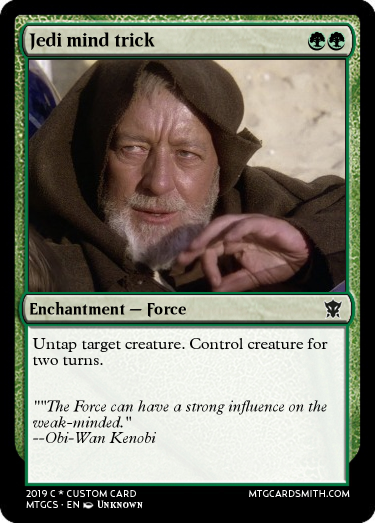 Jedi mind trick
Enchantment — Force
Untap target creature. Control creature for
two turns.
""The Force can have a strong influence on the
weak-minded."
--Obi-Wan Kenobi
2019 C * CUSTOM CARD
MTGCS · EN Unknown
MTGCARDSMITH.COM